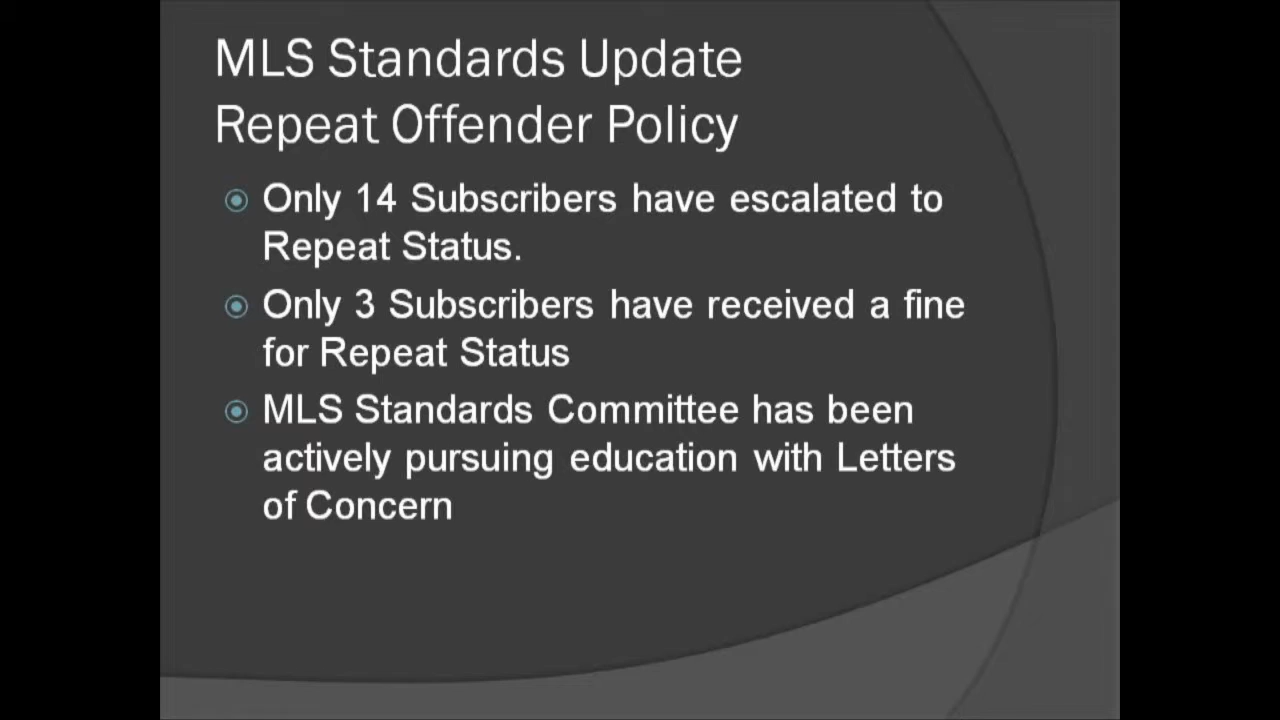 MLS Standards Update
Repeat Offender Policy
Only 14 Subscribers have escalated to
Repeat Status.
Only 3 Subscribers have received a fine
for Repeat Status
MLS Standards Committee has been
actively pursuing education with Letters
of Concern